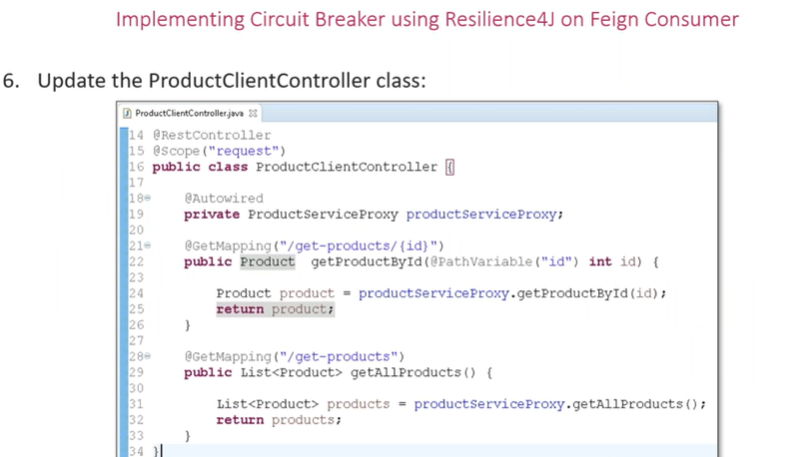 Implementing Circuit Breaker using Resilience4J on Feign Consumer
6. Update the ProductClientController class:
ProductClientController.java
14 @RestController
15 @Scope("request")
16 public class ProductClientController {
17
18 @Autowired
19 private ProductServiceProxy productServiceProxy;
20
21 @GetMapping("/get-products/{id}")
22 public Product getProductById(@PathVariable("id") int id) {
23
24 Product product = productServiceProxy.getProductById(id);
25 return product;
26 }
27
28 @GetMapping("/get-products")
29 public List<Product> getAllProducts() {
30
31 List<Product> products = productServiceProxy.getAllProducts();
32 return products;
33 }
34 }